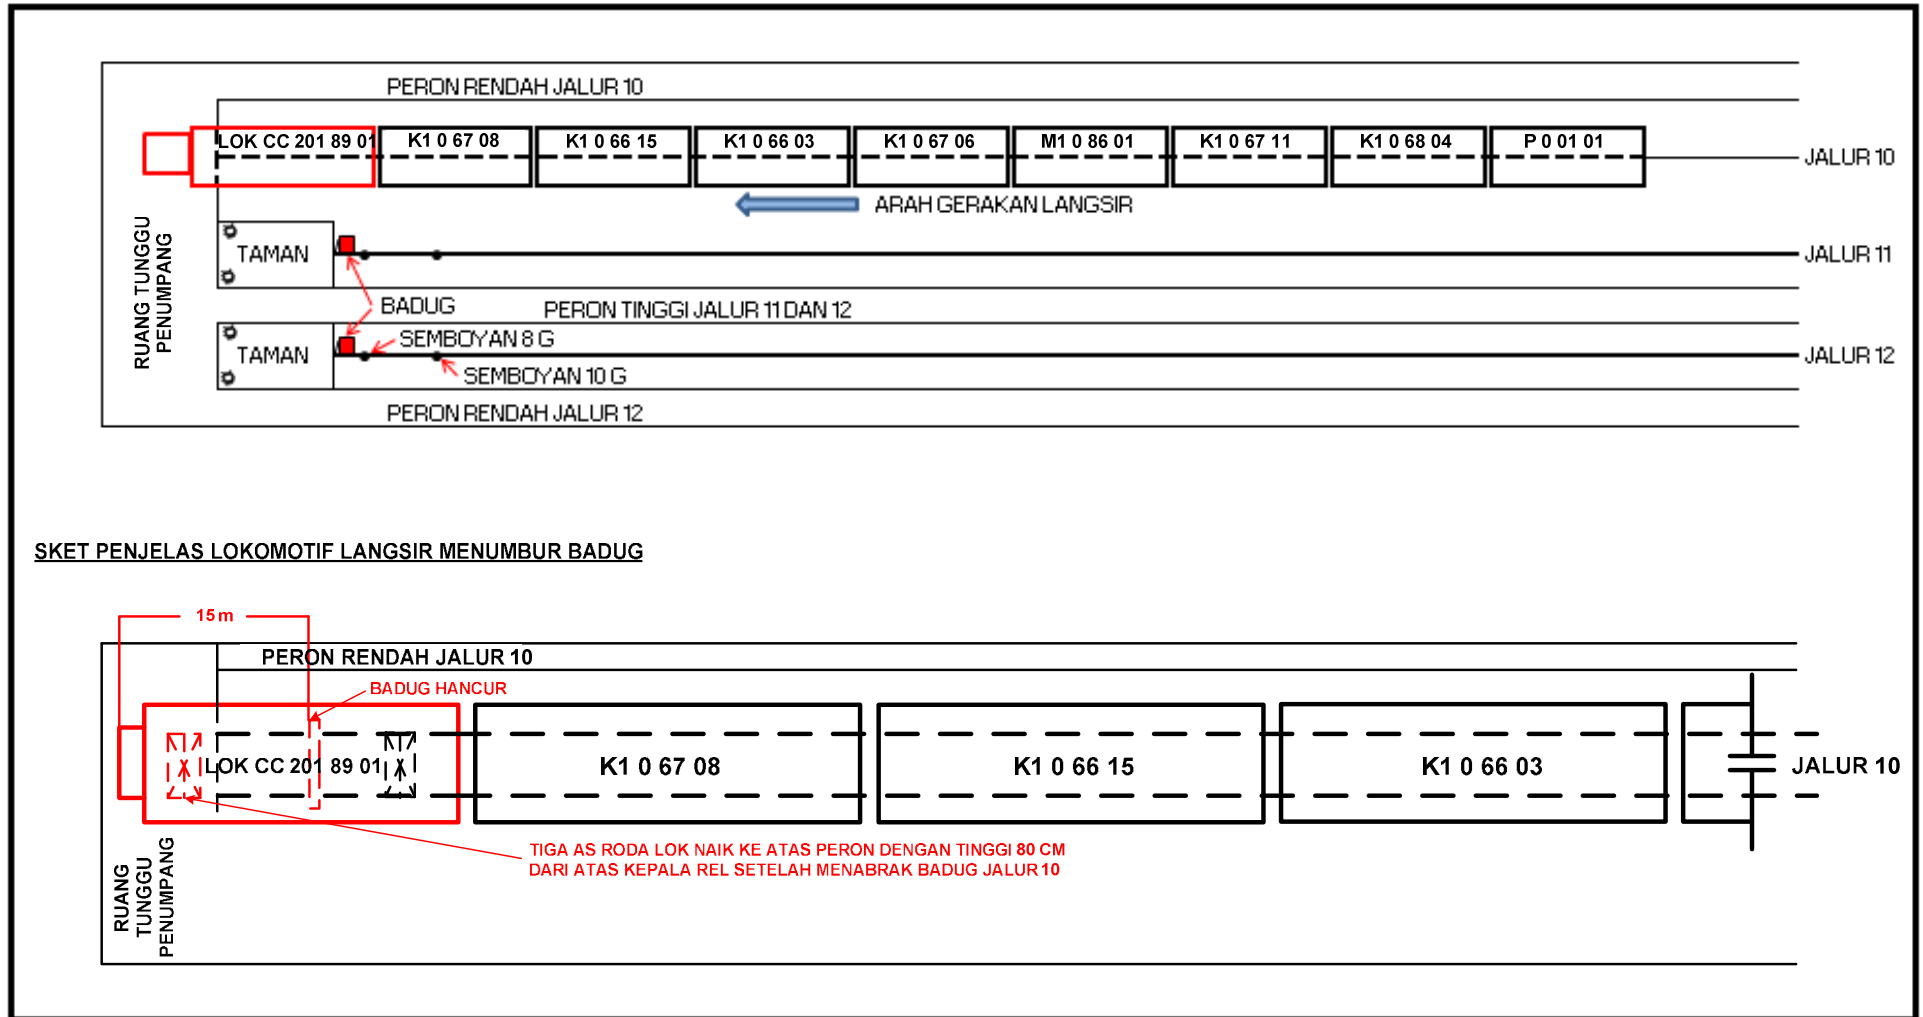 PERON RENDAH JALUR 10
LOK CC 201 89 01
K1 0 67 08
K1 0 66 15
K1 0 66 03
K1 0 67 06
M1 0 86 01
K1 0 67 11
K1 0 68 04
P 0 01 01
JALUR 10
ARAH GERAKAN LANGSIR
RUANG TUNGGU
PENUMPANG
TAMAN
JALUR 11
BADUG
PERON TINGGI JALUR 11 DAN 12
SEMBOYAN 8 G
TAMAN
JALUR 12
SEMBOYAN 10 G
PERON RENDAH JALUR 12
SKET PENJELAS LOKOMOTIF LANGSIR MENUMBUR BADUG
15 m
PERON RENDAH JALUR 10
BADUG HANCUR
LOK CC 201 89 01
K1 0 67 08
K1 0 66 15
K1 0 66 03
JALUR 10
TIGA AS RODA LOK NAIK KE ATAS PERON DENGAN TINGGI 80 CM
DARI ATAS KEPALA REL SETELAH MENABRAK BADUG JALUR 10
RUANG
TUNGGU
PENUMPANG